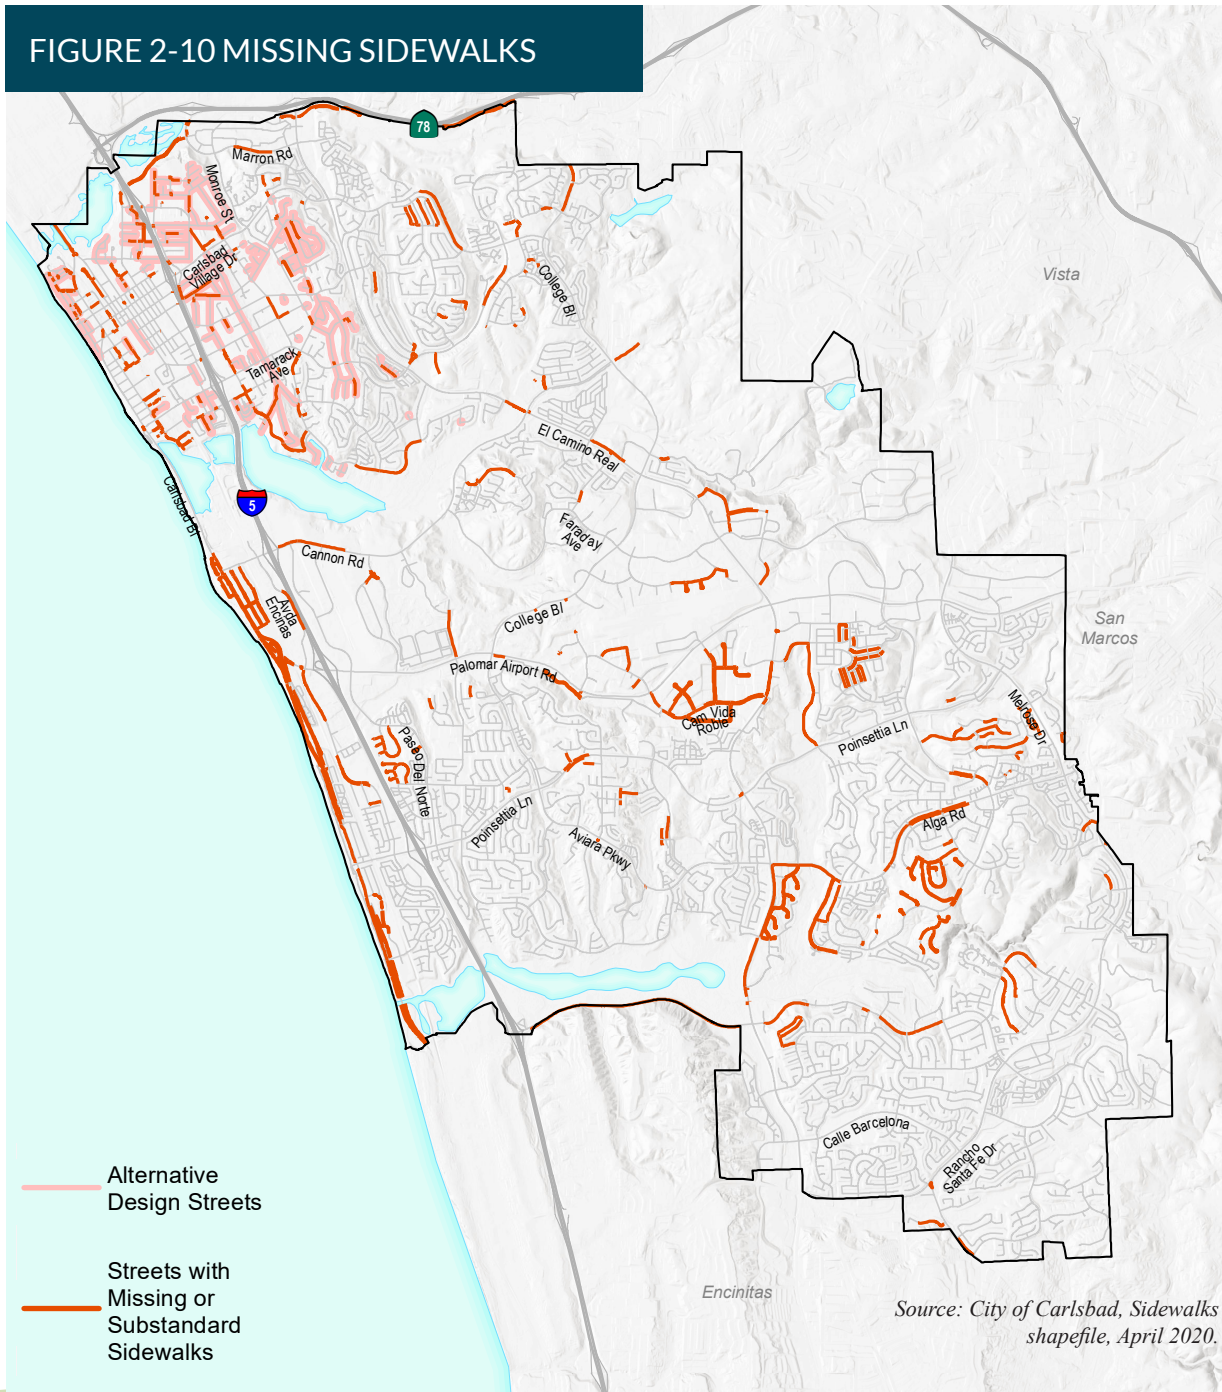 FIGURE 2-10 MISSING SIDEWALKS
78
Marron Rd
Monroe St
Carlsbad
Village Dr
College Bl
Vista
Tamarack
Ave
El Camino Real
Carlsbad Bl
5
Faraday
Ave
Cannon Rd
Avda
Encinas
College Bl
San
Marcos
Palomar Airport Rd
Cam Vida
Roble
Melrose Dr
Poinsettia Ln
Paseo Del Norte
Poinsettia Ln
Alga Rd
Aviara Pkwy
Calle Barcelona
Rancho
Santa Fe Dr
Alternative
Design Streets
Streets with
Missing or
Substandard
Sidewalks
Encinitas
Source: City of Carlsbad, Sidewalks
shapefile, April 2020.